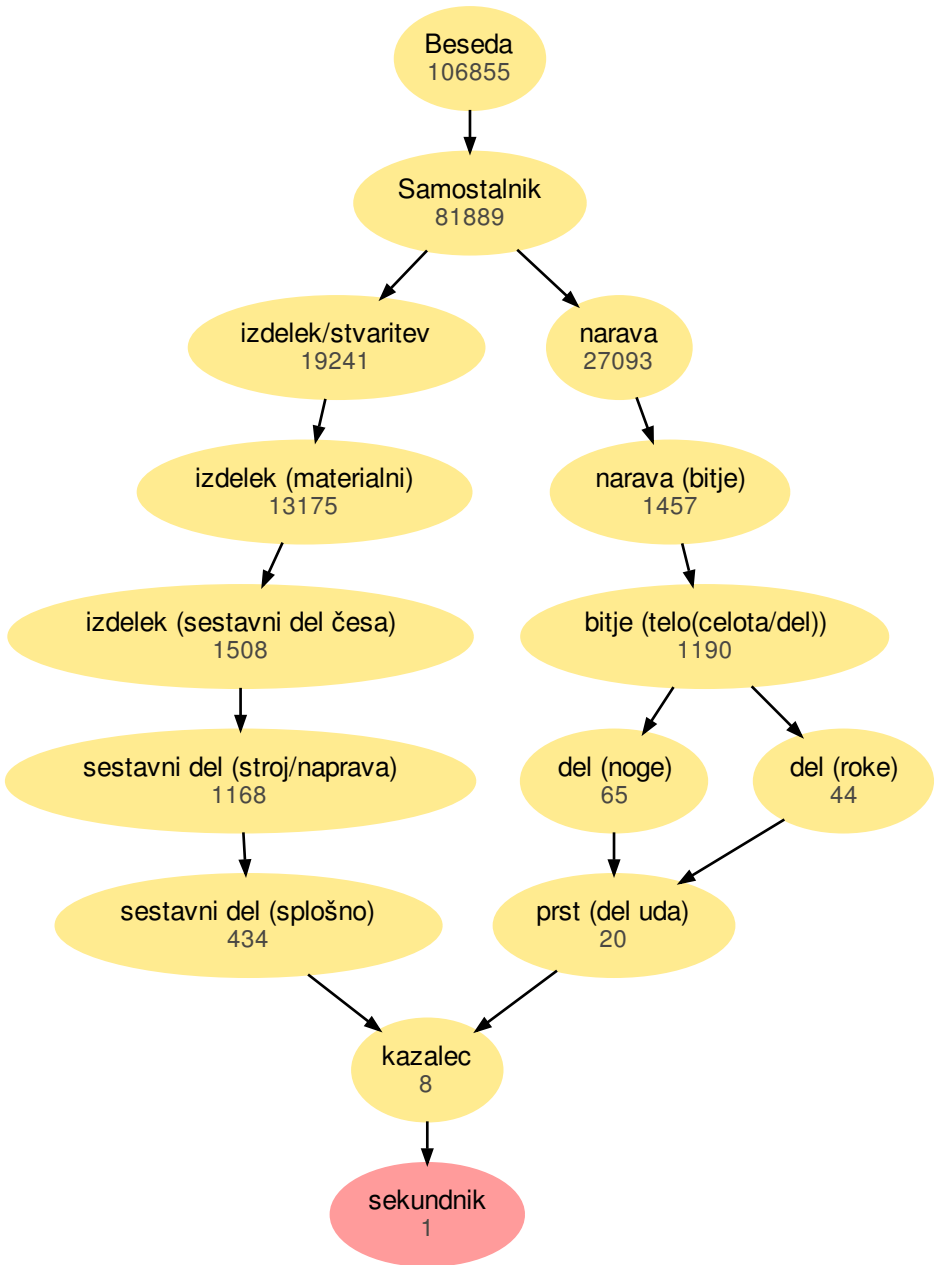 Beseda
106855
Samostalnik
81889
izdelek/stvaritev
19241
narava
27093
izdelek (materialni)
13175
narava (bitje)
1457
izdelek (sestavni del česa)
1508
bitje (telo(celota/del))
1190
sestavni del (stroj/naprava)
1168
del (noge)
65
del (roke)
44
sestavni del (splošno)
434
prst (del uda)
20
kazalec
8
sekundnik
1